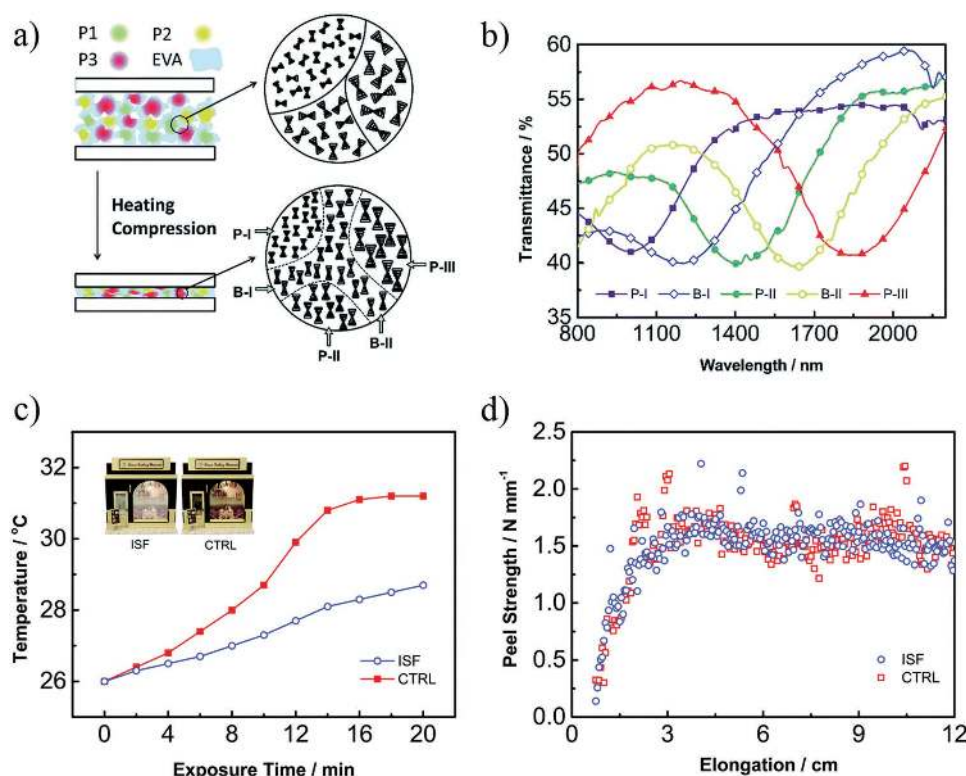 a)
P1 P2
P3 EVA
Heating
Compression
P-I
B-I
P-II
B-II
P-III
b)
Transmittance / %
60
55
50
45
40
35
P-I B-I P-II B-II P-III
800 1100 1400 1700 2000
Wavelength / nm
c)
Temperature / °C
32
30
28
26
ISF CTRL
ISF
CTRL
0 4 8 12 16 20
Exposure Time / min
d)
Peel Strength / N mm⁻¹
2.5
2.0
1.5
1.0
0.5
0.0
ISF
CTRL
0 3 6 9 12
Elongation / cm